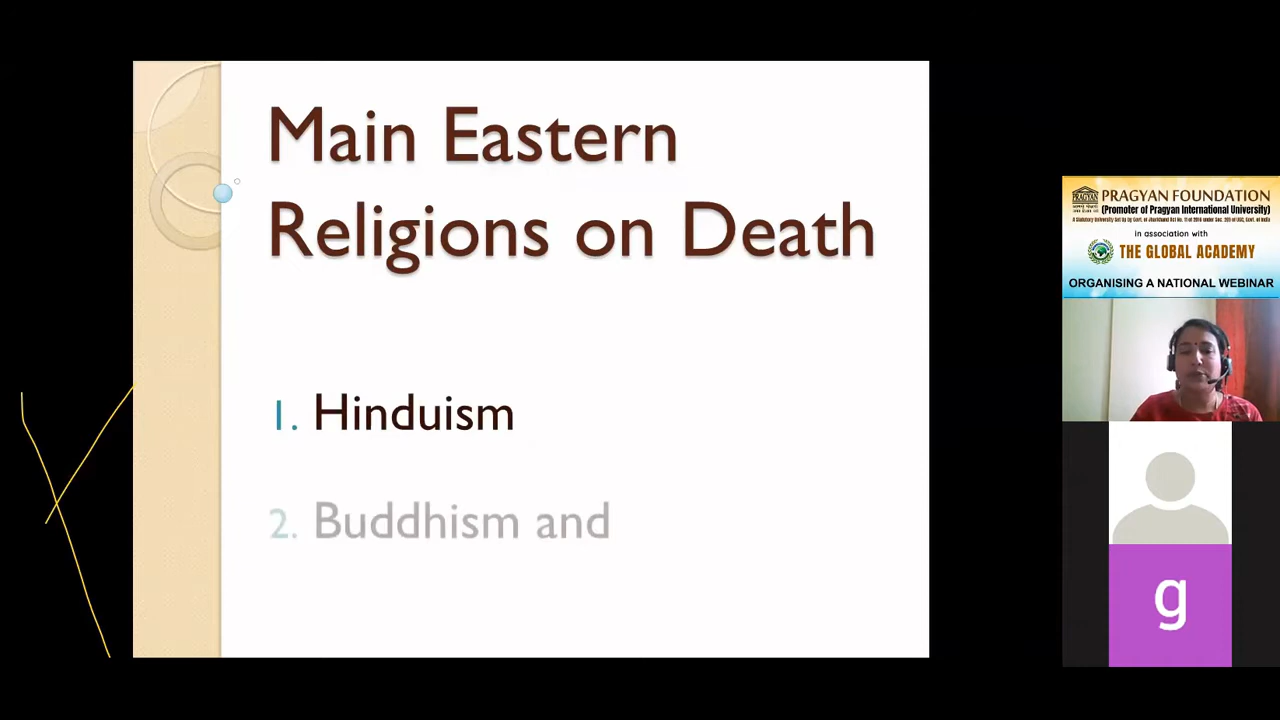 Main Eastern
Religions on Death
1. Hinduism
2. Buddhism and
PRAGYAN
PRAGYAN FOUNDATION
(Promoter of Pragyan International University)
in association with
THE GLOBAL ACADEMY
ORGANISING A NATIONAL WEBINAR
g